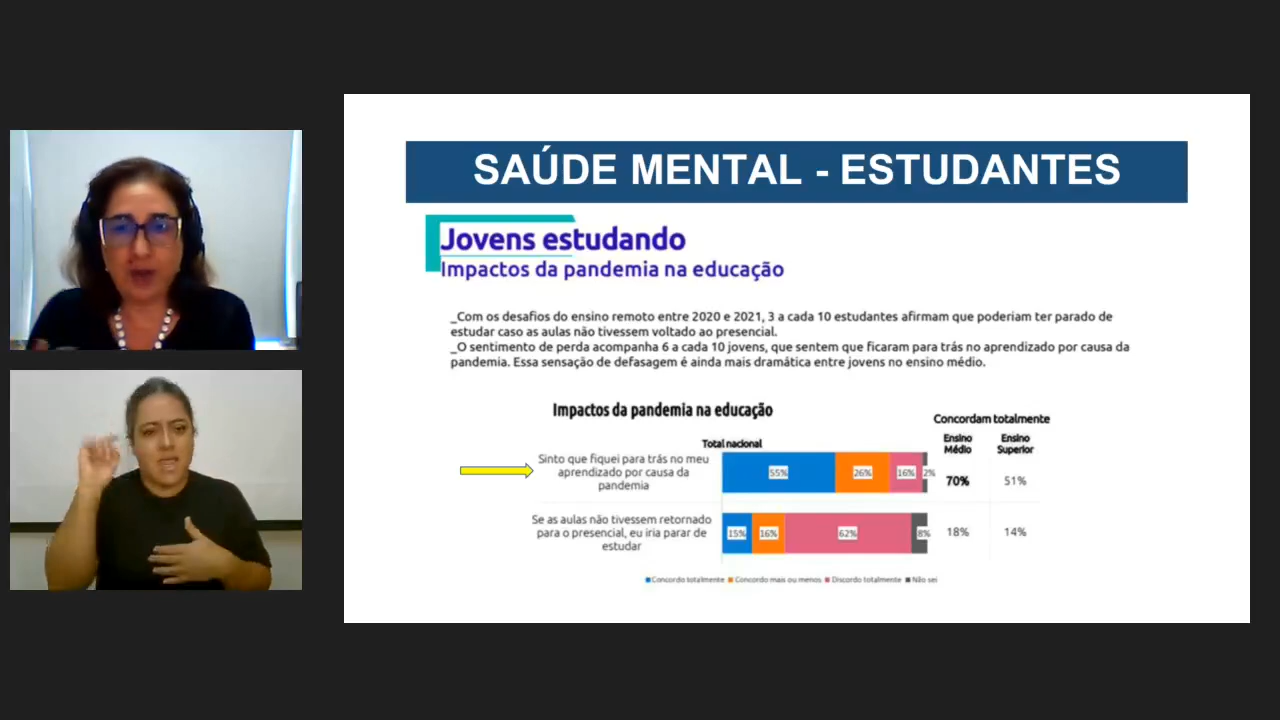 SAÚDE MENTAL - ESTUDANTES
Jovens estudando
Impactos da pandemia na educação
_Com os desafios do ensino remoto entre 2020 e 2021, 3 a cada 10 estudantes afirmam que poderiam ter parado de
estudar caso as aulas não tivessem voltado ao presencial.
_O sentimento de perda acompanha 6 a cada 10 jovens, que sentem que ficaram para trás no aprendizado por causa da
pandemia. Essa sensação de defasagem é ainda mais dramática entre jovens no ensino médio.
Impactos da pandemia na educação
Concordam totalmente
Total nacional
Ensino
Médio
Ensino
Superior
Sinto que fiquei para trás no meu
aprendizado por causa da
pandemia
55% 26% 16% 2%
70% 51%
Se as aulas não tivessem retornado
para o presencial, eu iria parar de
estudar
15% 16% 62% 8%
18% 14%
Concordo totalmente Concordo mais ou menos Discordo totalmente Não sei